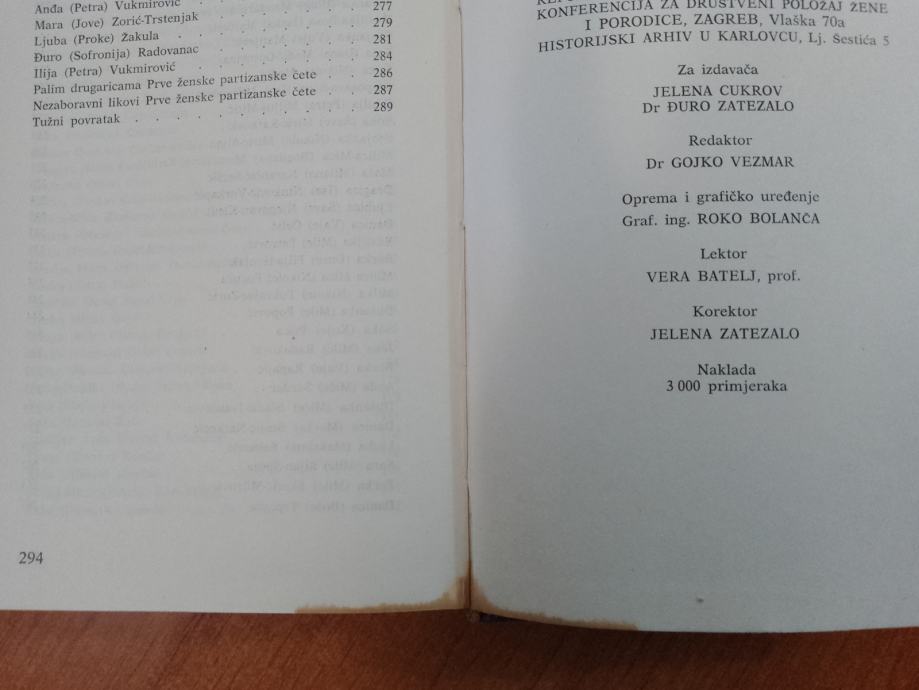 Anđa (Petra) Vukmirović . . . . . . . . 277
Mara (Jove) Zorić-Trstenjak . . . . . . . 279
Ljuba (Proke) Žakula . . . . . . . . 281
Đuro (Sofronija) Radovanac . . . . . . . 284
Ilija (Petra) Vukmirović . . . . . . . .
Palim drugaricama Prve ženske partizanske čete . . . 286
Nezaboravni likovi Prve ženske partizanske čete . . . 287
Tužni povratak . . . . . . . . . . 289
294
KONFERENCIJA ZA DRUŠTVENI POLOŽAJ ŽENE
I PORODICE, ZAGREB, Vlaška 70a
HISTORIJSKI ARHIV U KARLOVCU, Lj. Šestića 5
Za izdavača
JELENA CUKROV
Dr ĐURO ZATEZALO
Redaktor
Dr GOJKO VEZMAR
Oprema i grafičko uređenje
Graf. ing. ROKO BOLANČA
Lektor
VERA BATELJ, prof.
Korektor
JELENA ZATEZALO
Naklada
3 000 primjeraka